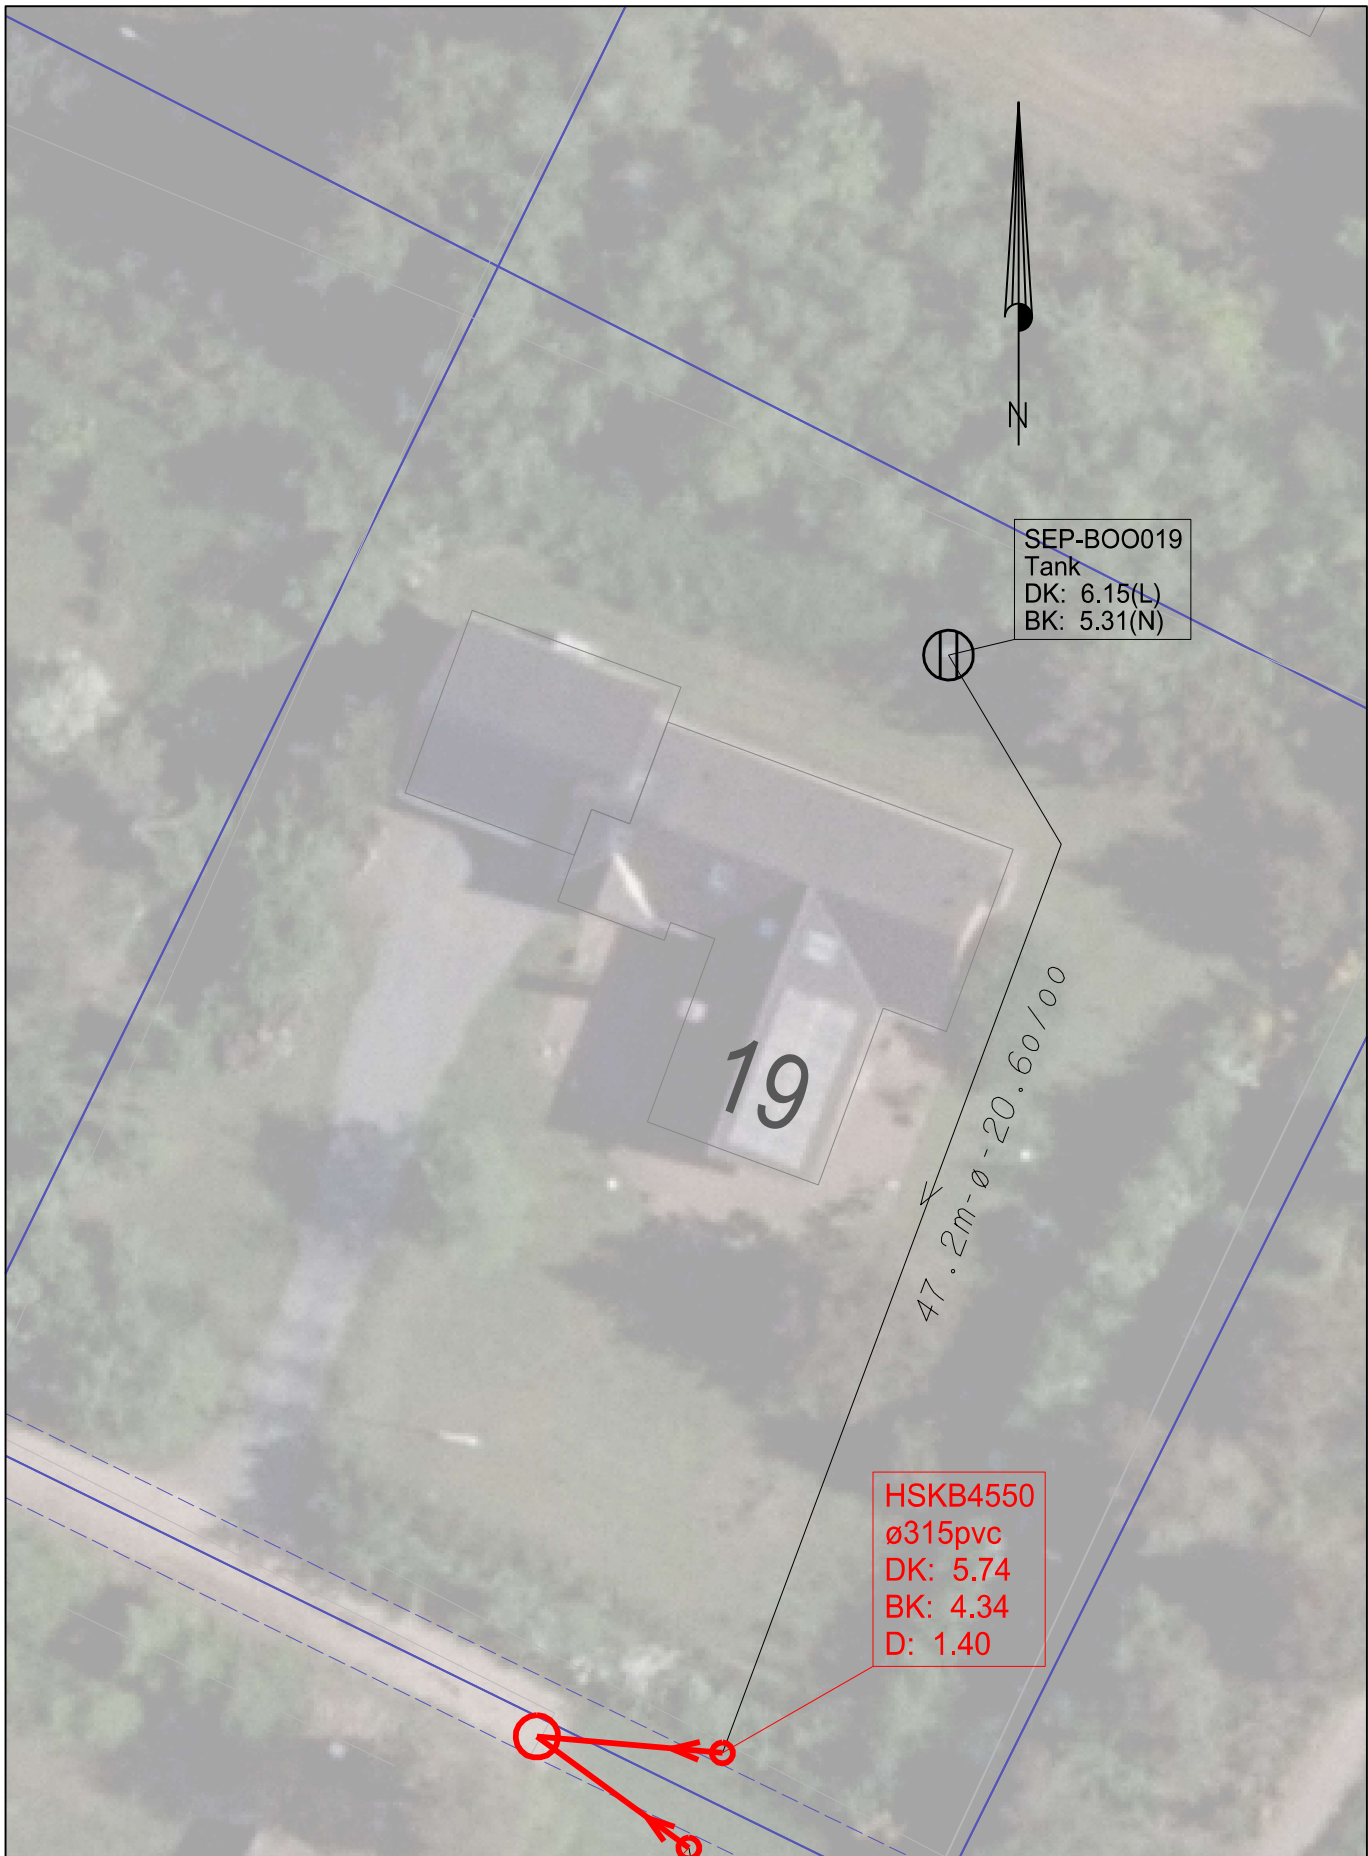 N
SEP-BOO019
Tank
DK: 6.15(L)
BK: 5.31(N)
47.2m-ø-20.60/00
19
HSKB4550
ø315pvc
DK: 5.74
BK: 4.34
D: 1.40